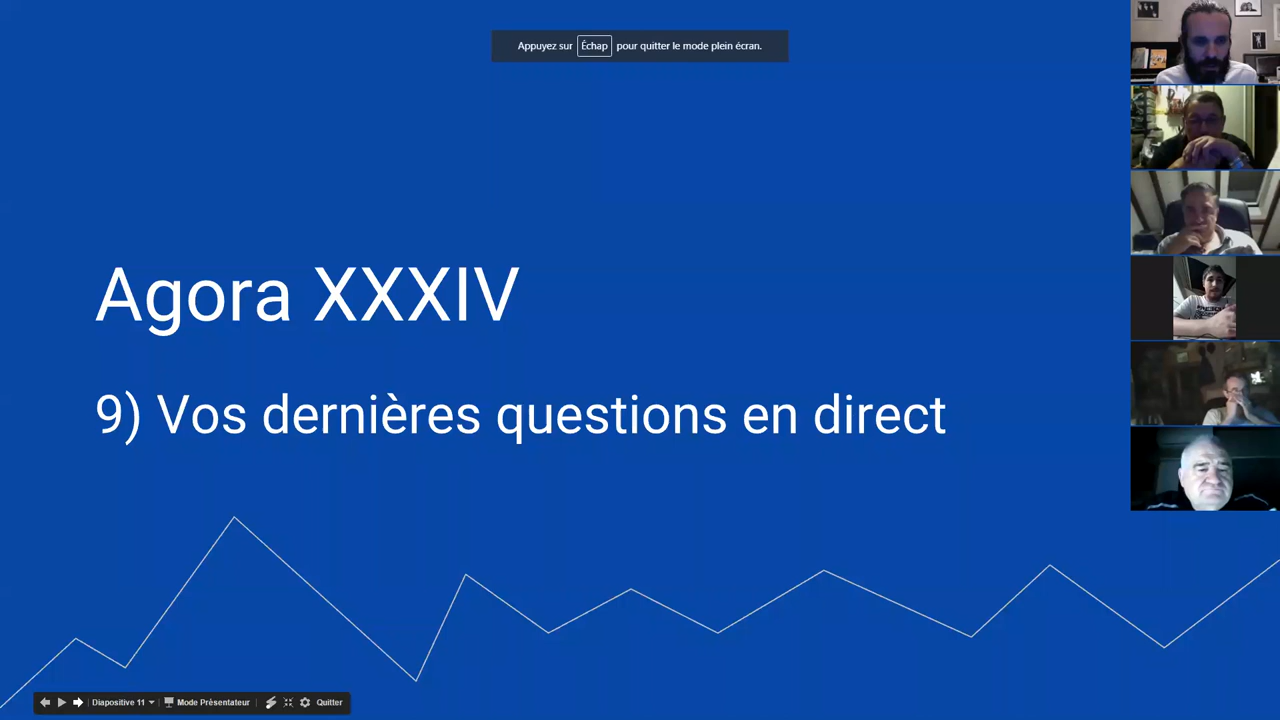 Appuyez sur Échap pour quitter le mode plein écran.
Agora XXXIV
9) Vos dernières questions en direct
Diapositive 11 Mode Présentateur Quitter